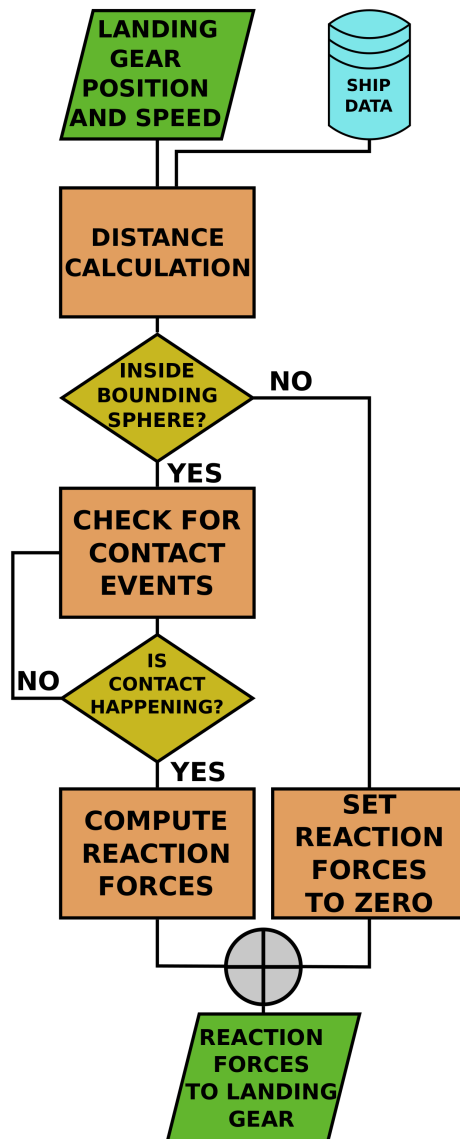 LANDING
GEAR
POSITION
AND SPEED
SHIP
DATA
DISTANCE
CALCULATION
INSIDE
BOUNDING
SPHERE?
NO
YES
CHECK FOR
CONTACT
EVENTS
IS
CONTACT
HAPPENING?
NO
YES
COMPUTE
REACTION
FORCES
SET
REACTION
FORCES
TO ZERO
REACTION
FORCES
TO LANDING
GEAR